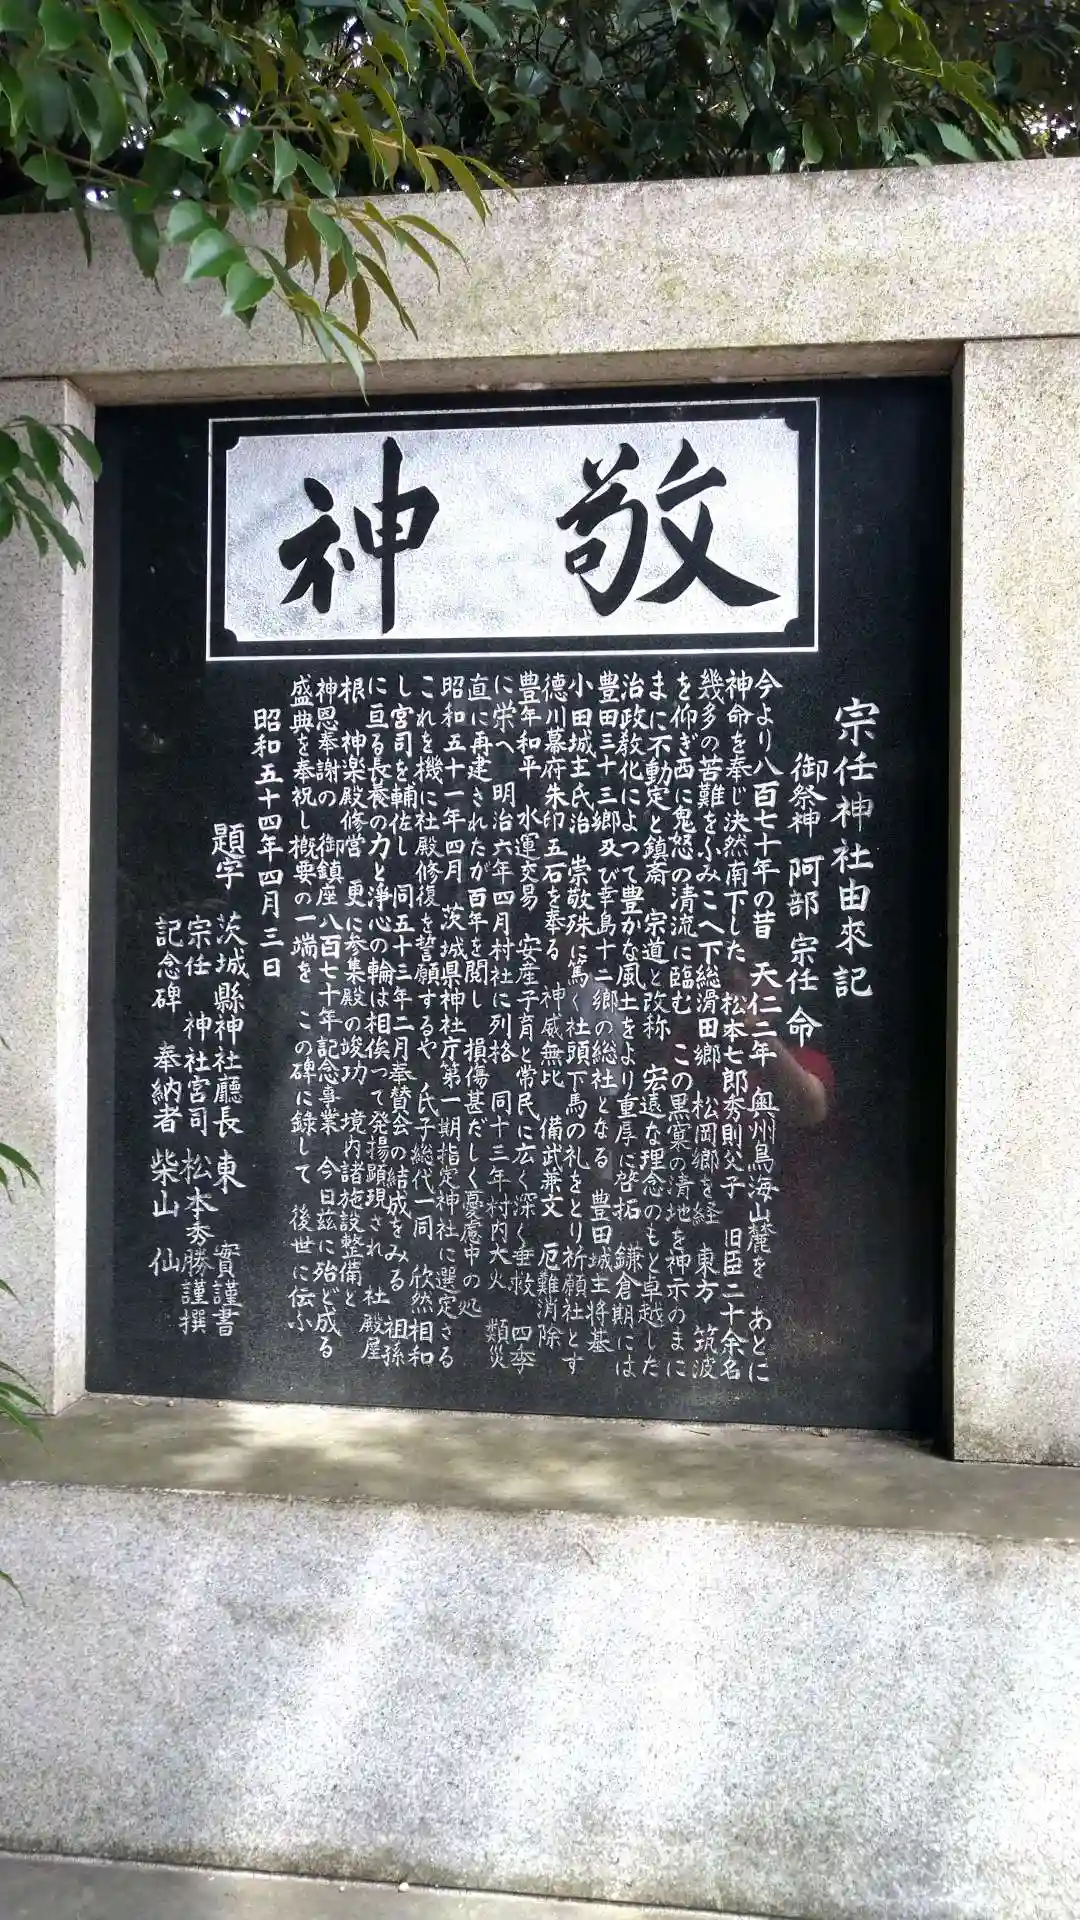 敬神
宗任神社由來記
御祭神 阿部 宗任 命
今より八百七十年の昔 天仁二年 奥州鳥海山麓を あとに
神命を奉じ決然南下した 松本七郎秀則父子 旧臣二十余名
幾多の苦難をふみこへ下総滑田郷 松岡郷を経 東方 筑波
を仰ぎ西に鬼怒の清流に臨む この黒窠の清地を神示のまに
まに不動定と鎮斎 宗道と改称 宏遠な理念のもと卓越した
治政教化によつて豊かな風土をより重厚に啓拓 鎌倉期には
豊田三十三郷及び幸島十二郷の総社となる 豊田城主将基
小田城主氏治 崇敬殊に篤く社頭下馬の礼をとり祈願社とす
徳川幕府朱印五石を奉る 神威無比 備武兼文 厄難消除
豊年和平 水運交易 安産子育と常民に広く深く垂救 四季
に栄へ明治六年四月村社に列格 同十三年村内大火 類災
直に再建されたが百年を閲し 損傷甚だしく憂慮中の処
昭和五十一年四月 茨城県神社庁第一期指定神社に選定さる
これを機に社殿修復を誓願するや 氏子総代一同 欣然相和
し宮司を輔佐し 同五十三年二月奉賛会の結成をみる 祖孫
に亘る長養の力と淨心の輪は相俟つて発揚顕現され 社殿屋
根 神楽殿修営 更に参集殿の竣功 境内諸施設整備と
神恩奉謝の 御鎮座八百七十年記念事業 今日茲に殆ど成る
盛典を奉祝し概要の一端を この碑に録して 後世に伝ふ
昭和五十四年四月三日
題字 茨城縣神社廳長 東 實謹書
宗任 神社宮司 松本秀勝謹撰
記念碑 奉納者 柴山 仙